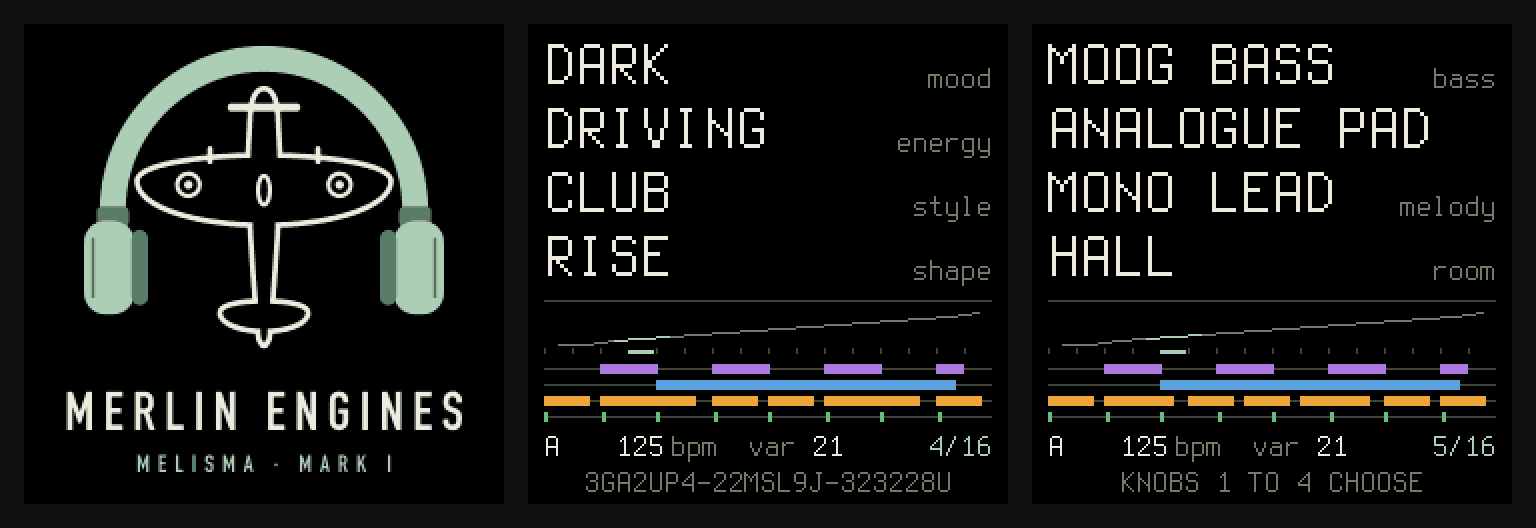 MERLIN ENGINES
MELISMA - MARK I
DARK mood
DRIVING energy
CLUB style
RISE shape
A 125 bpm var 21 4/16
3GA2UP4-22MSL9J-323228U
MOOG BASS bass
ANALOGUE PAD
MONO LEAD melody
HALL room
A 125 bpm var 21 5/16
KNOBS 1 TO 4 CHOOSE